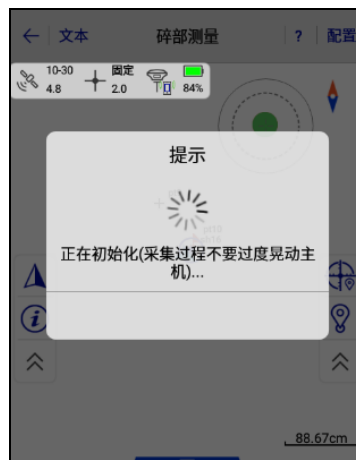 文本 碎部测量 ? 配置
10-30 固定
4.8 2.0 84%
提示
正在初始化(采集过程不要过度晃动主
机)...
88.67cm